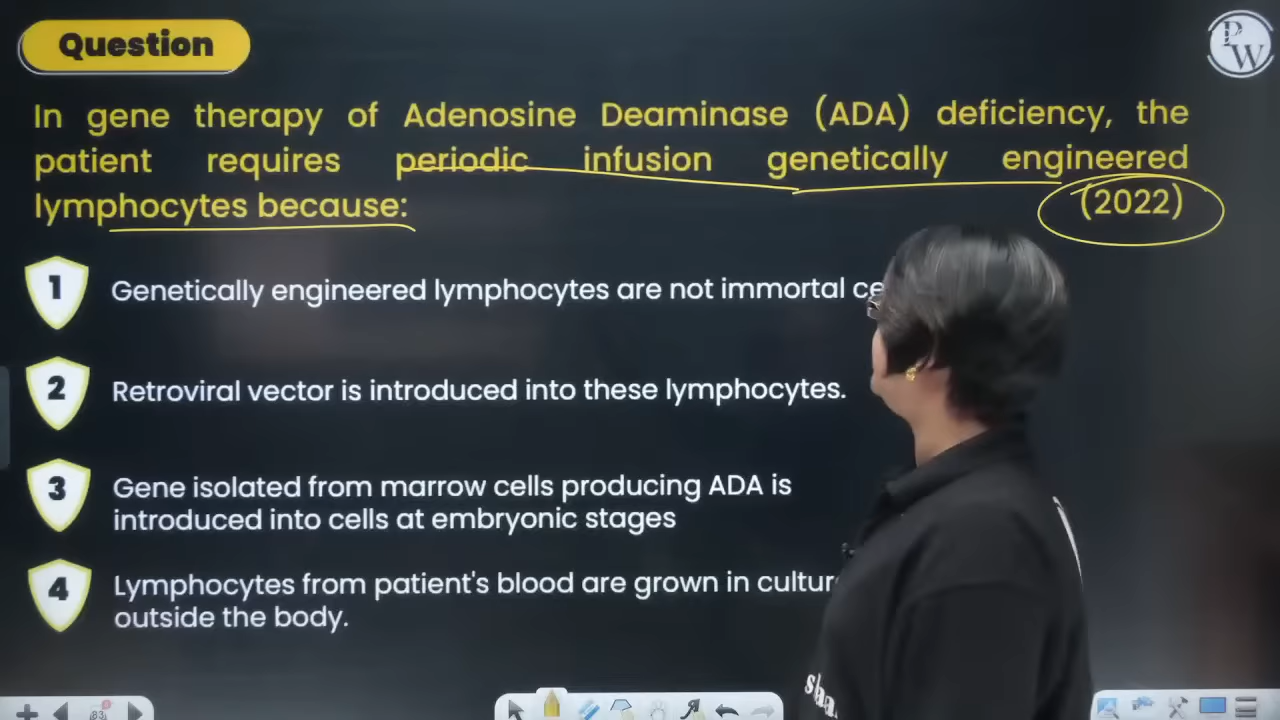 Question
PW
In gene therapy of Adenosine Deaminase (ADA) deficiency, the
patient requires periodic infusion genetically engineered
lymphocytes because:
(2022)
1
Genetically engineered lymphocytes are not immortal
2
Retroviral vector is introduced into these lymphocytes.
3
Gene isolated from marrow cells producing ADA is
introduced into cells at embryonic stages
4
Lymphocytes from patient's blood are grown in
outside the body.
83